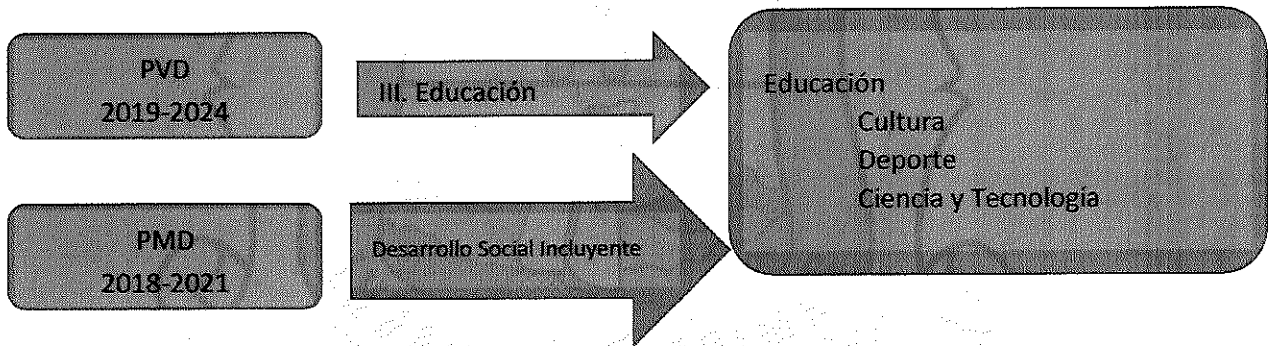 PVD
2019-2024
III. Educación
Educación
Cultura
Deporte
Ciencia y Tecnología
PMD
2018-2021
Desarrollo Social Incluyente